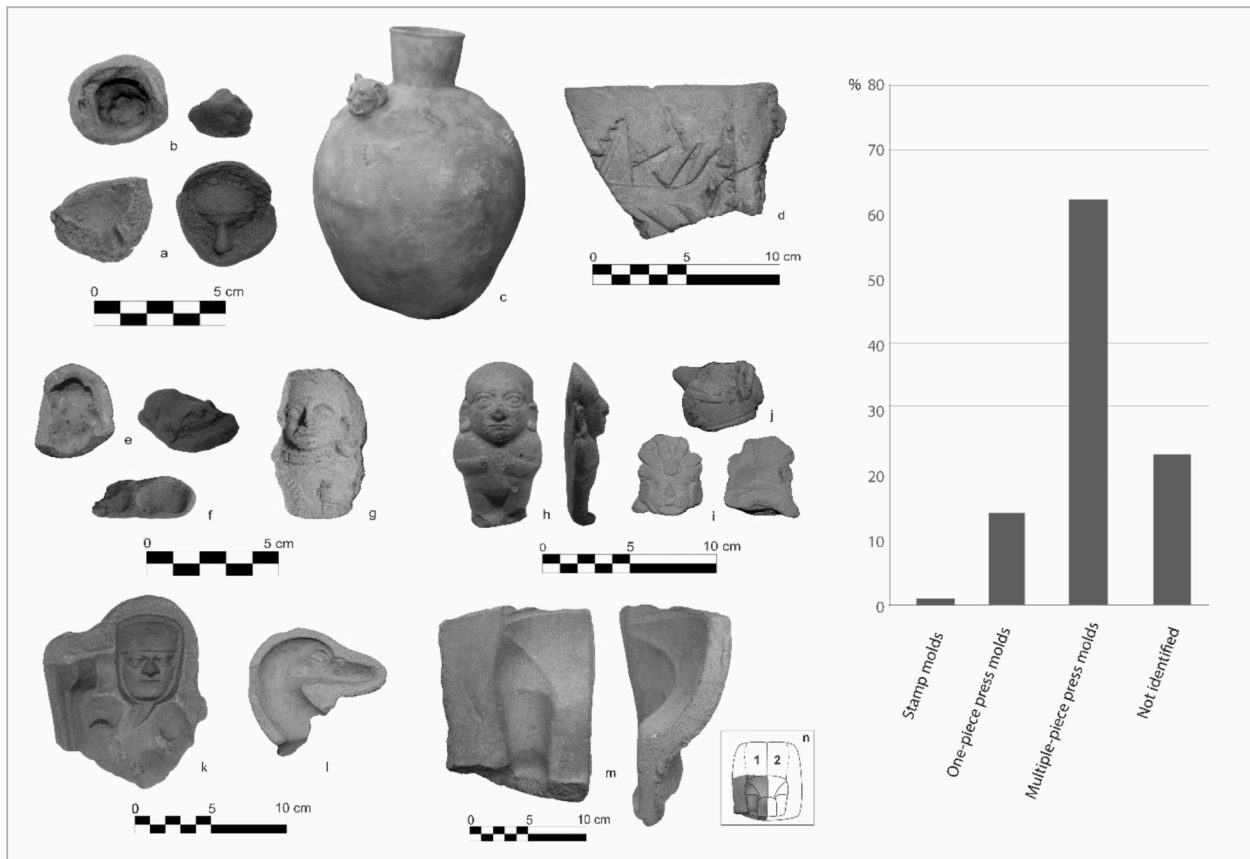 b
a
0 5 cm
c
d
0 5 10 cm
e
f
g
0 5 cm
h
j
i
0 5 10 cm
k
l
0 5 10 cm
m
0 5 10 cm
n
1 2
% 80
70
60
50
40
30
20
10
0
Stamp molds
One-piece press molds
Multiple-piece press molds
Not identified